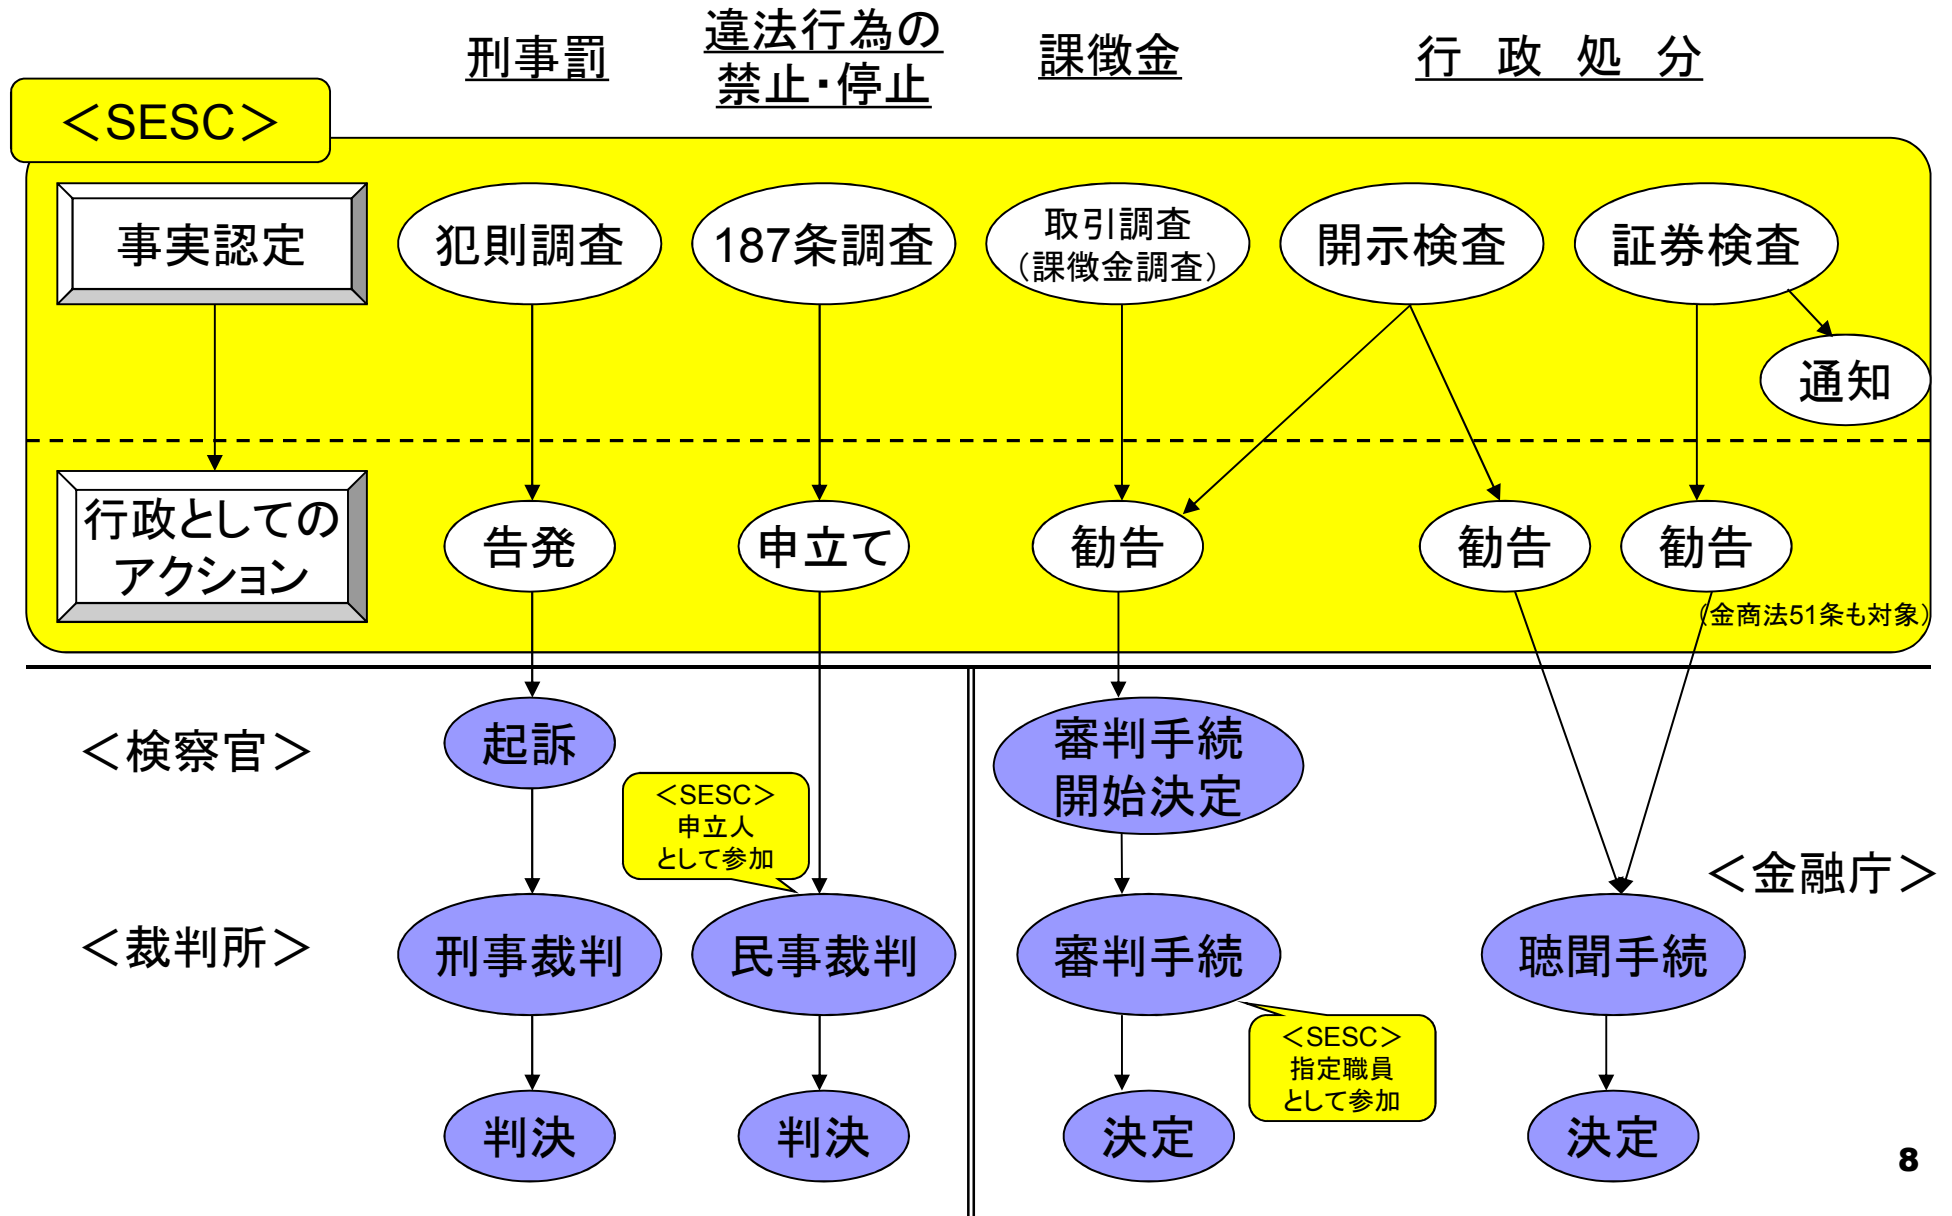 刑事罰
違法行為の
禁止・停止
課徴金
行 政 処 分
＜SESC＞
事実認定
犯則調査
187条調査
取引調査
（課徴金調査）
開示検査
証券検査
通知
行政としての
アクション
告発
申立て
勧告
勧告
勧告
（金商法51条も対象）
＜検察官＞
起訴
審判手続
開始決定
＜SESC＞
申立人
として参加
＜金融庁＞
＜裁判所＞
刑事裁判
民事裁判
審判手続
聴聞手続
＜SESC＞
指定職員
として参加
判決
判決
決定
決定
8